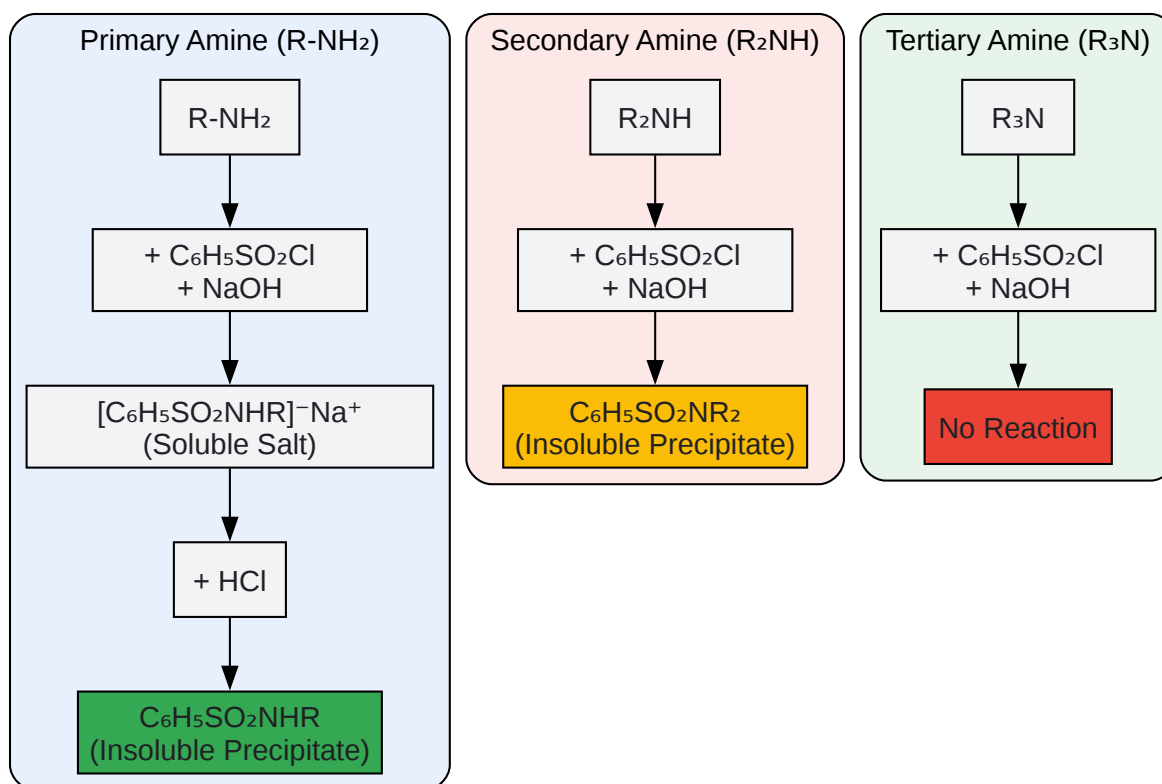 Primary Amine (R-NH₂)
R-NH₂
+ C₆H₅SO₂Cl
+ NaOH
[C₆H₅SO₂NHR]⁻Na⁺
(Soluble Salt)
+ HCl
C₆H₅SO₂NHR
(Insoluble Precipitate)
Secondary Amine (R₂NH)
R₂NH
+ C₆H₅SO₂Cl
+ NaOH
C₆H₅SO₂NR₂
(Insoluble Precipitate)
Tertiary Amine (R₃N)
R₃N
+ C₆H₅SO₂Cl
+ NaOH
No Reaction